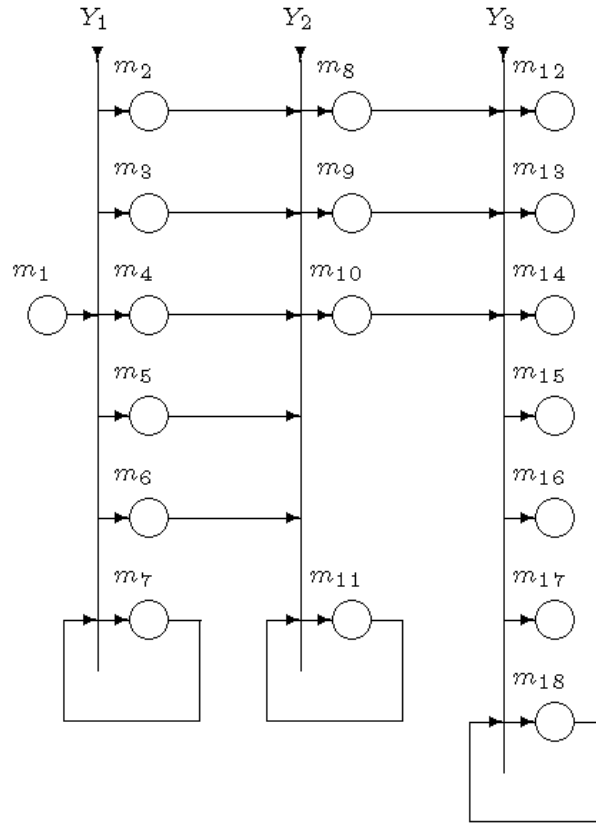 Y₁ Y₂ Y₃
m₂ m₈ m₁₂
m₃ m₉ m₁₃
m₁ m₄ m₁₀ m₁₄
m₅ m₁₅
m₆ m₁₆
m₇ m₁₁ m₁₇
m₁₈